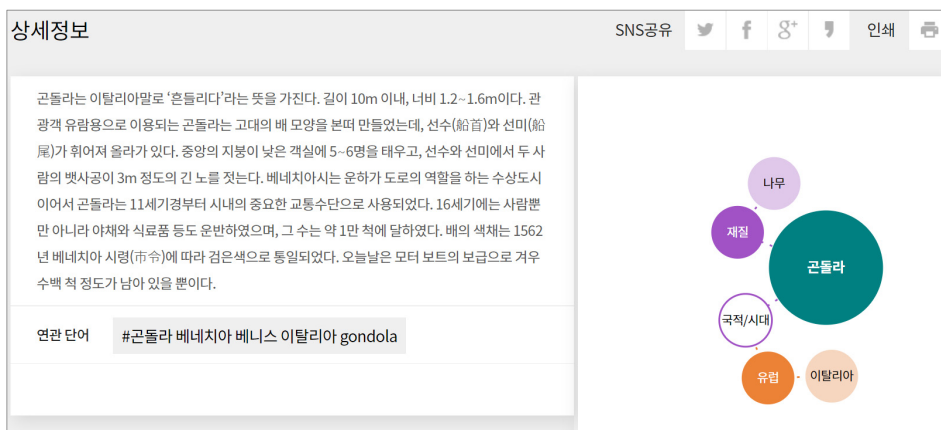 상세정보
SNS공유
인쇄
곤돌라는 이탈리아말로 ‘흔들리다’라는 뜻을 가진다. 길이 10m 이내, 너비 1.2~1.6m이다. 관
광객 유람용으로 이용되는 곤돌라는 고대의 배 모양을 본떠 만들었는데, 선수(船首)와 선미(船
尾)가 휘어져 올라가 있다. 중앙의 지붕이 낮은 객실에 5~6명을 태우고, 선수와 선미에서 두 사
람의 뱃사공이 3m 정도의 긴 노를 젓는다. 베네치아시는 운하가 도로의 역할을 하는 수상도시
이어서 곤돌라는 11세기경부터 시내의 중요한 교통수단으로 사용되었다. 16세기에는 사람뿐
만 아니라 야채와 식료품 등도 운반하였으며, 그 수는 약 1만 척에 달하였다. 배의 색채는 1562
년 베네치아 시령(市令)에 따라 검은색으로 통일되었다. 오늘날은 모터 보트의 보급으로 겨우
수백 척 정도가 남아 있을 뿐이다.
연관 단어
#곤돌라 베네치아 베니스 이탈리아 gondola
나무
재질
곤돌라
국적/시대
유럽
이탈리아